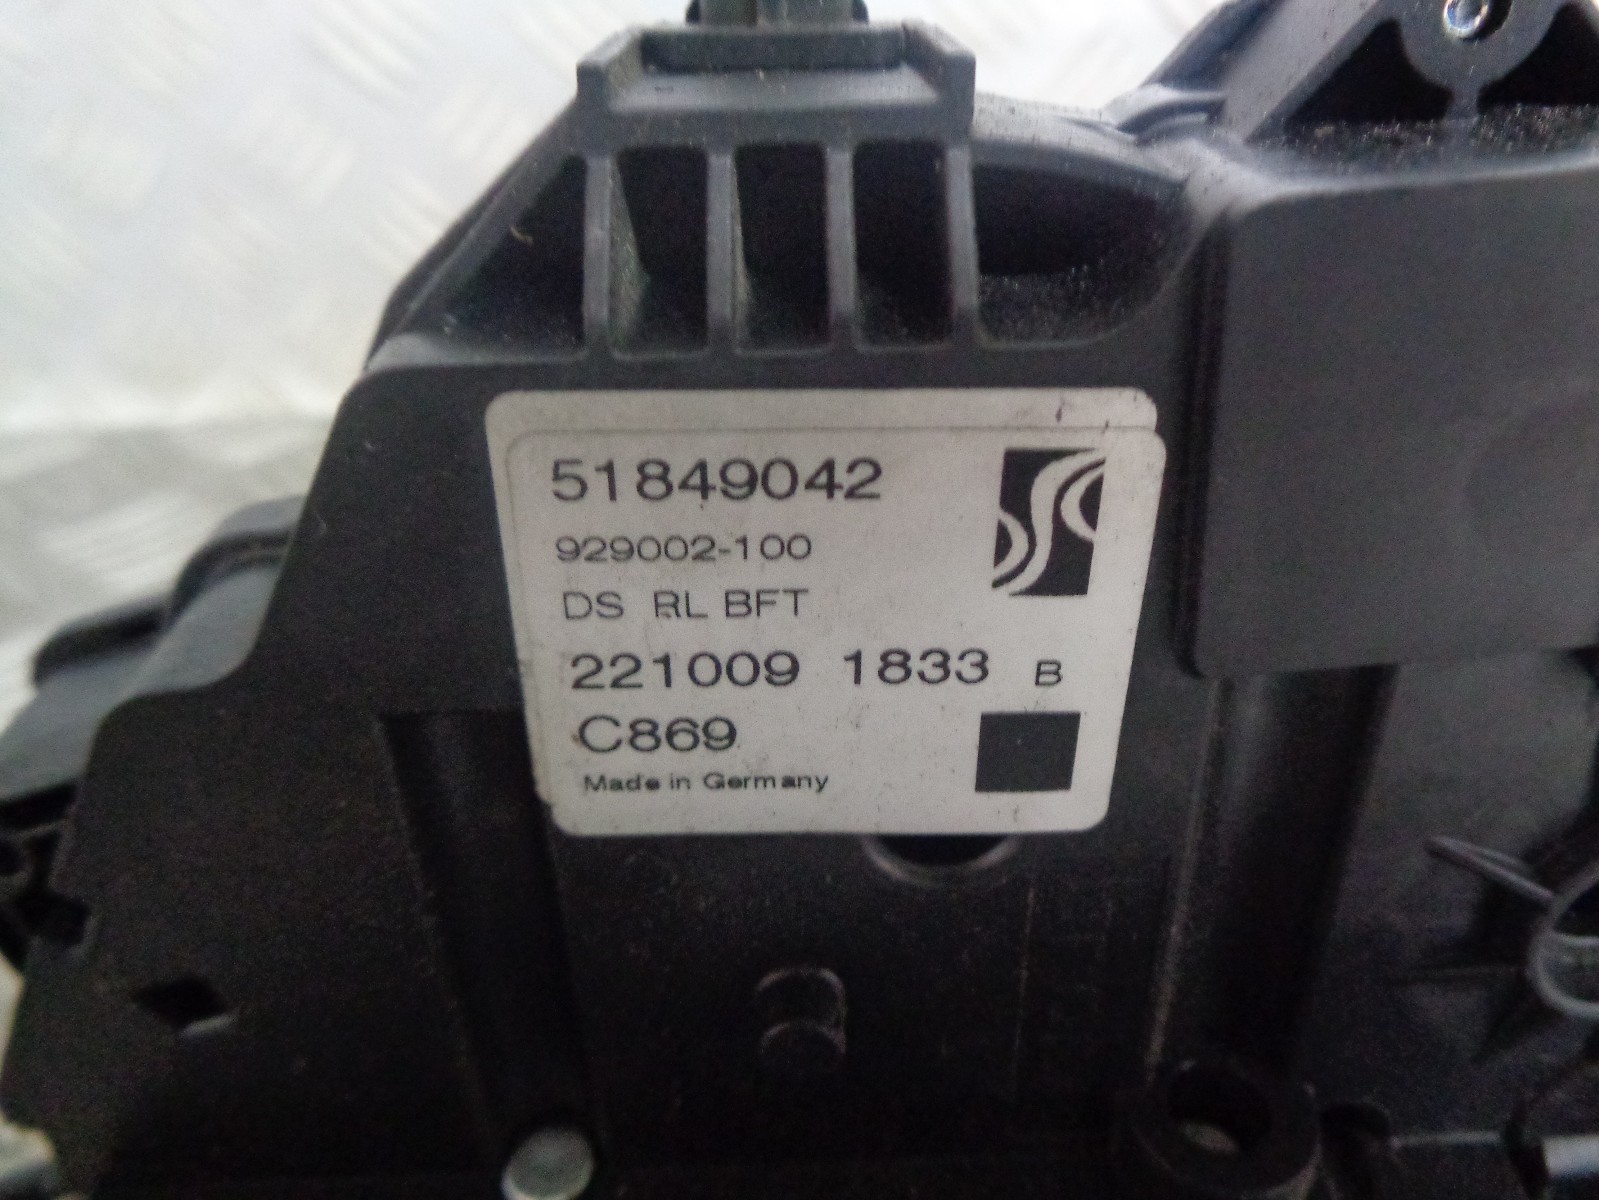 51849042
929002-100
DS RL BFT
221009 1833 B
C869
Made in Germany